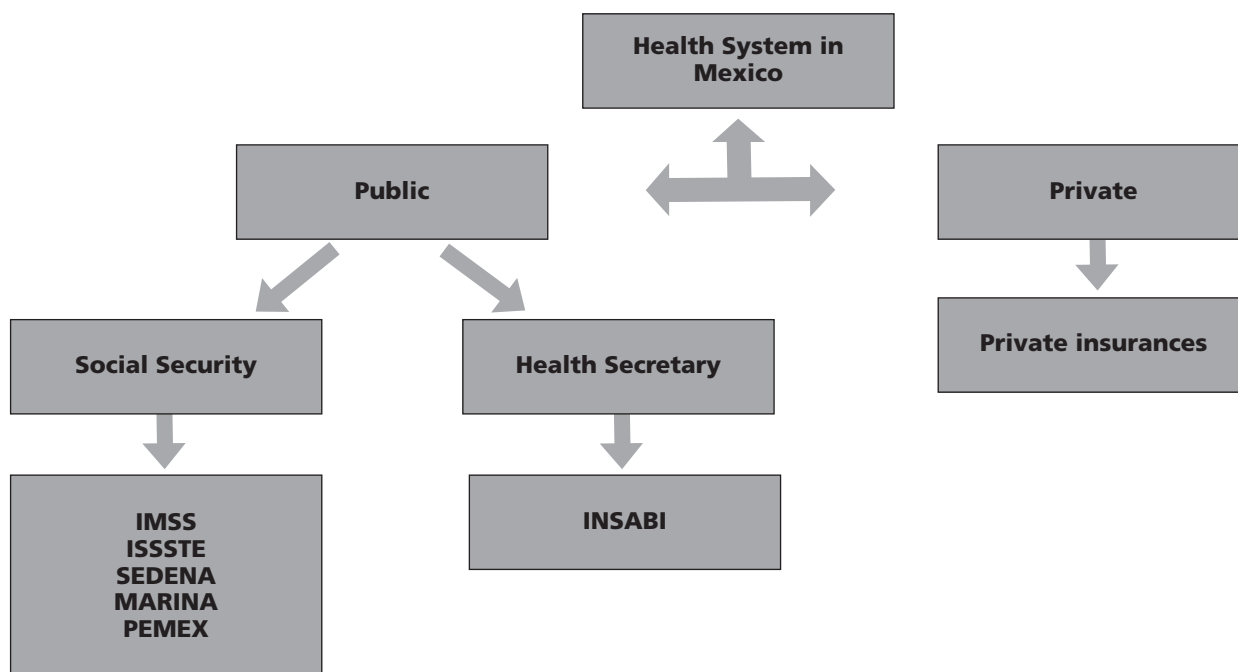 Health System in
Mexico
Public
Private
Social Security
Health Secretary
Private insurances
IMSS
ISSSTE
SEDENA
MARINA
PEMEX
INSABI